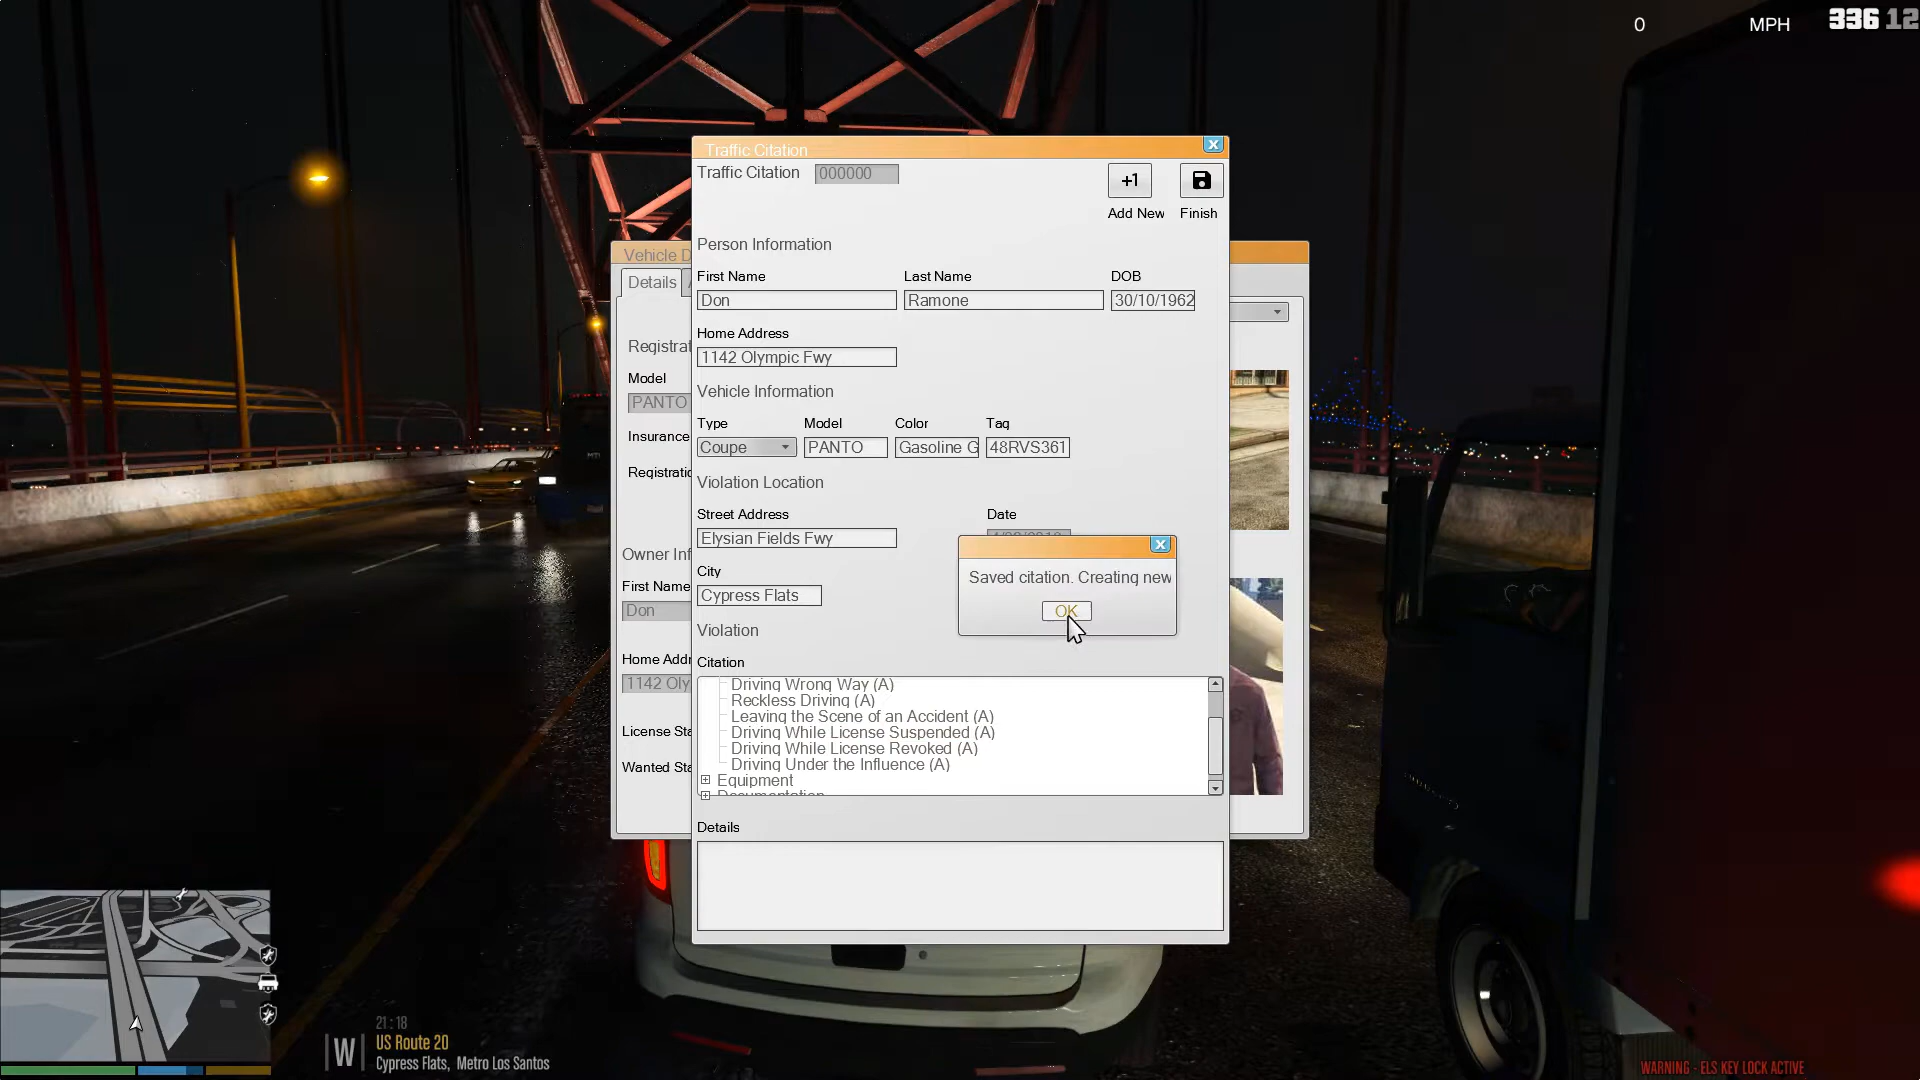 0 MPH 336 12
Traffic Citation
Traffic Citation 000000
+1
Add New Finish
Person Information
First Name Last Name DOB
Don Ramone 30/10/1962
Home Address
1142 Olympic Fwy
Vehicle Information
Type Model Color Tag
Coupe PANTO Gasoline G 48RVS361
Violation Location
Street Address Date
Elysian Fields Fwy
City
Cypress Flats
Violation
Saved citation. Creating new
OK
Citation
Driving Wrong Way (A)
Reckless Driving (A)
Leaving the Scene of an Accident (A)
Driving While License Suspended (A)
Driving While License Revoked (A)
Driving Under the Influence (A)
Equipment
Documentation
Details
Vehicle D
Details
Registrat
Model
PANTO
Insurance
Registratio
Owner Inf
First Name
Don
Home Addr
1142 Oly
License Sta
Wanted Sta
21:18
W US Route 20
Cypress Flats, Metro Los Santos
WARNING - ELS KEY LOCK ACTIVE